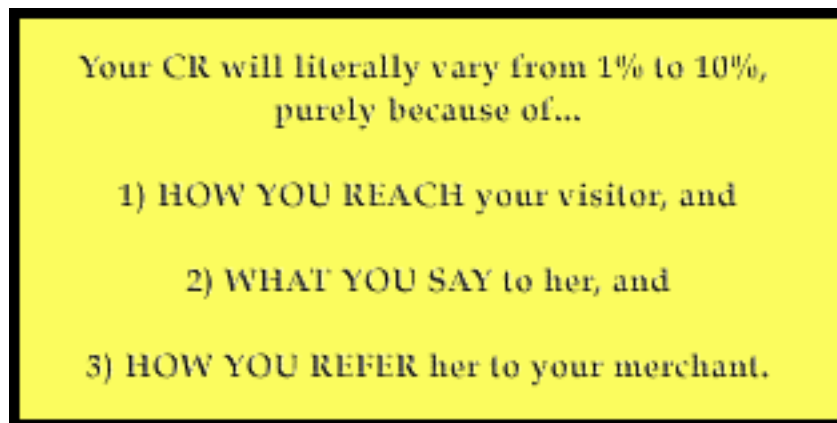 Your CR will literally vary from 1% to 10%,
purely because of...
1) HOW YOU REACH your visitor, and
2) WHAT YOU SAY to her, and
3) HOW YOU REFER her to your merchant.